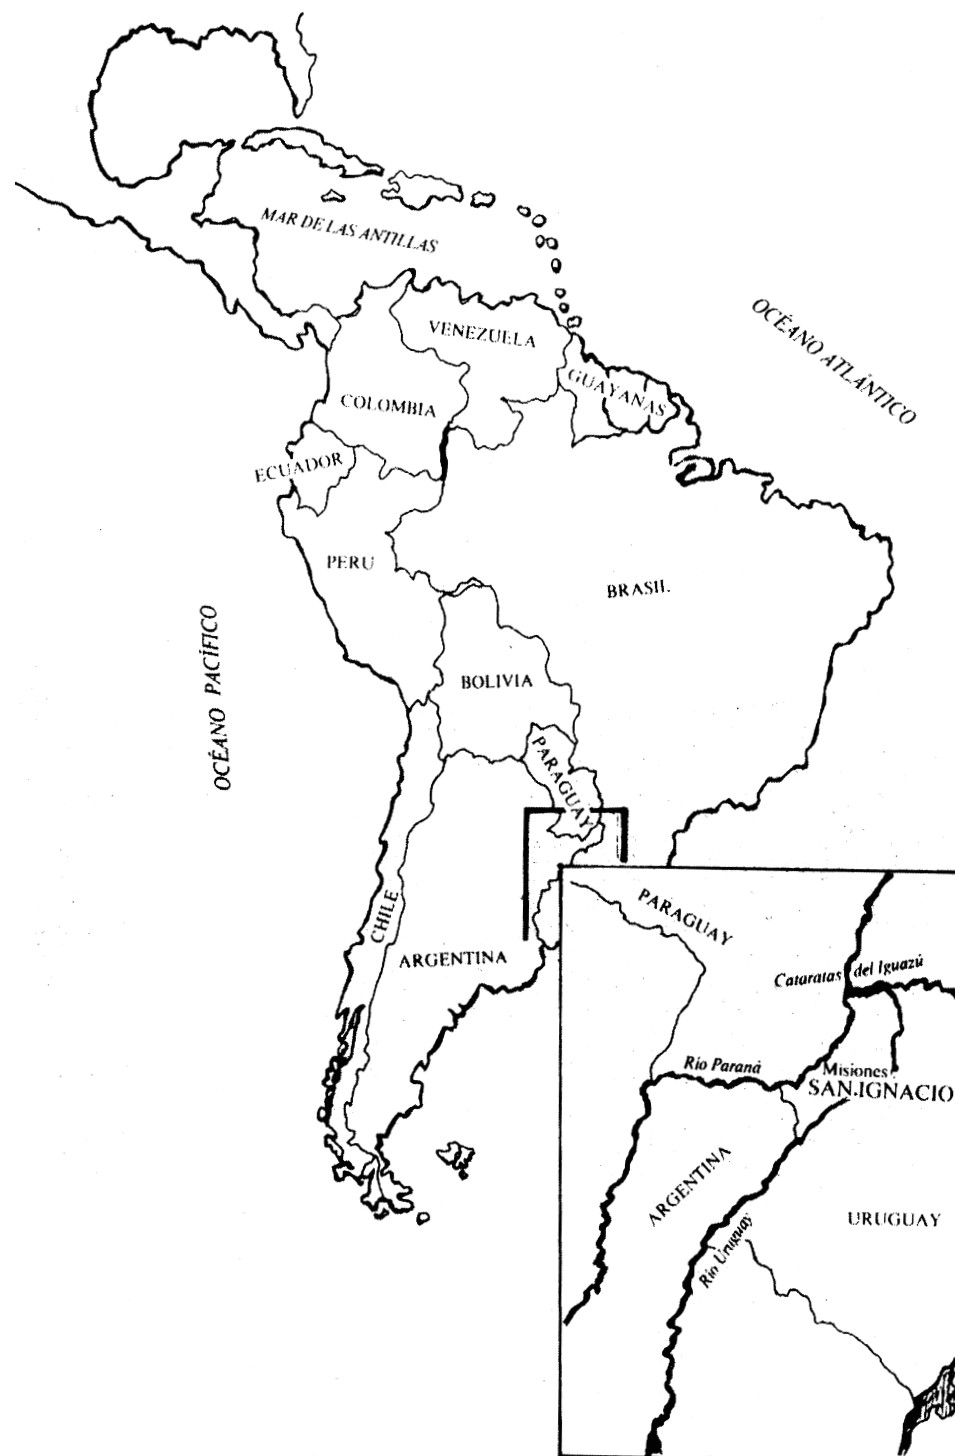 MAR DE LAS ANTILLAS
OCÉANO ATLÁNTICO
VENEZUELA
GUAYANAS
COLOMBIA
ECUADOR
PERU
BRASIL
OCÉANO PACÍFICO
BOLIVIA
PARAGUAY
CHILE
ARGENTINA
PARAGUAY
Cataratas del Iguazú
Río Paraná
Misiones
SAN.IGNACIO
ARGENTINA
URUGUAY
Río Uruguay